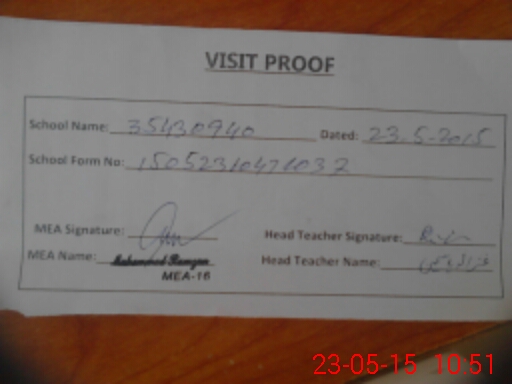 VISIT PROOF
School Name: 35430940 Dated: 23.5-2015
School Form No:
MEA Signature: Head Teacher Signature:
MEA Name: Muhammad Ramzan Head Teacher Name:
MEA-16
23-05-15 10:51